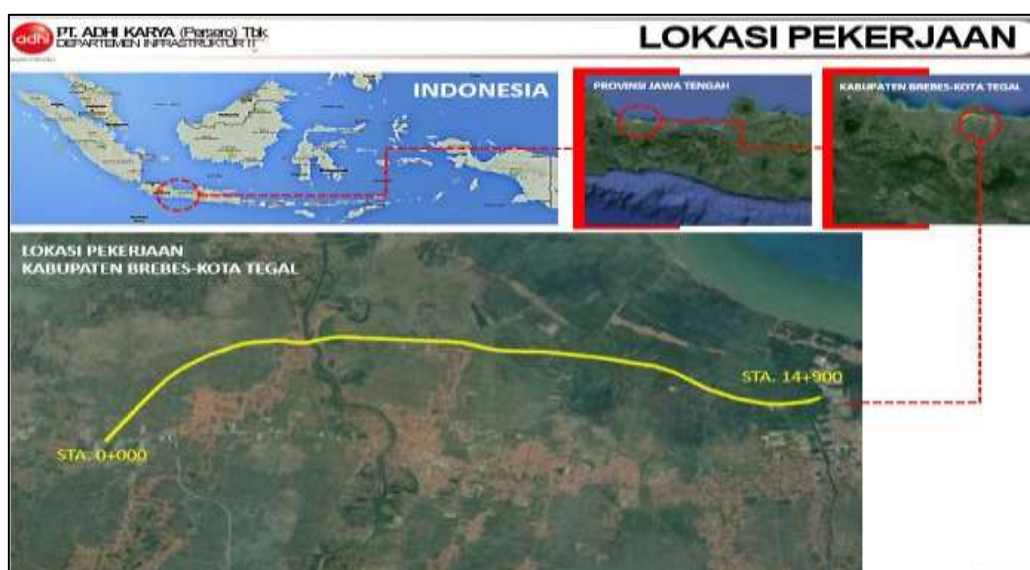 adhi
PT. ADHI KARYA (Persero) Tbk
DEPARTEMEN INFRASTRUKTUR II
LOKASI PEKERJAAN
INDONESIA
PROVINSI JAWA TENGAH
KABUPATEN BREBES-KOTA TEGAL
LOKASI PEKERJAAN
KABUPATEN BREBES-KOTA TEGAL
STA. 14+900
STA. 0+000